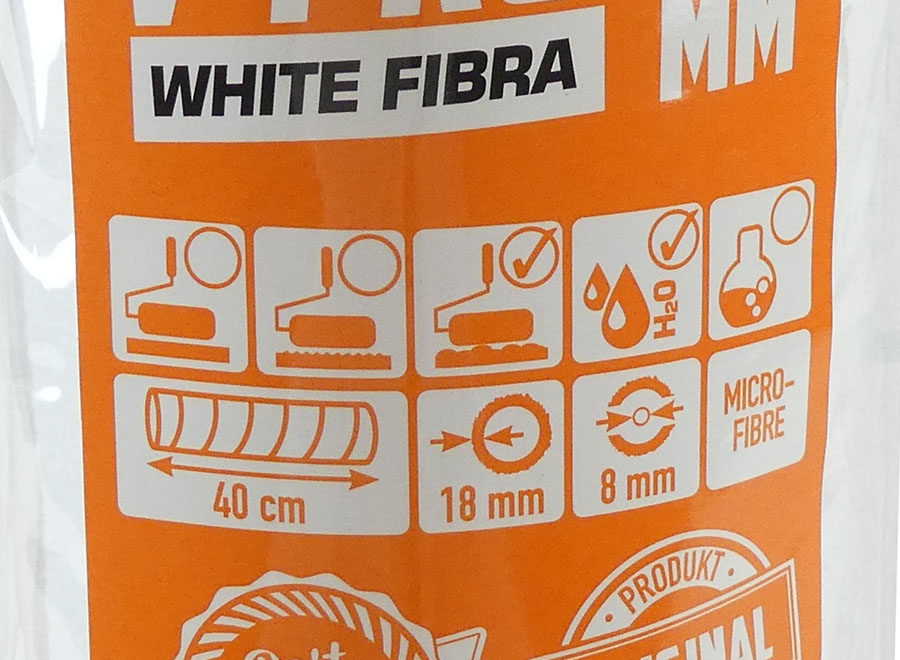 MM
WHITE FIBRA
H₂O
40 cm
18 mm
8 mm
MICRO-
FIBRE
• PRODUKT •